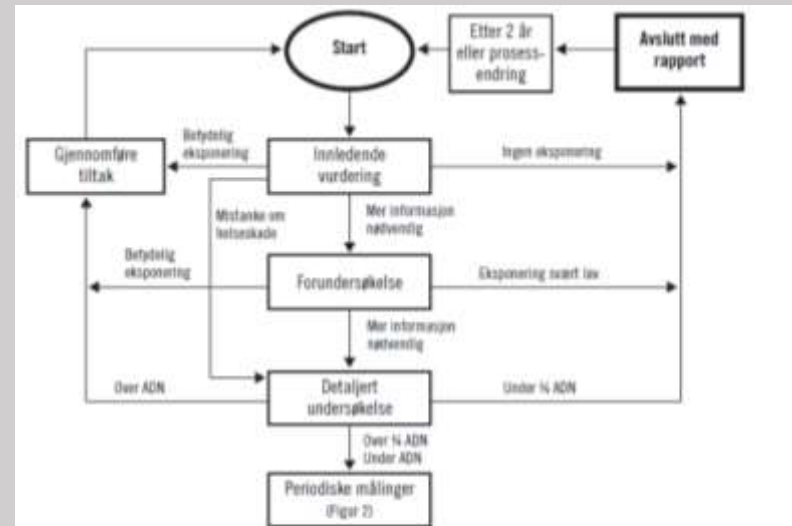 Start
Etter 2 år
eller prosess-
endring
Avslutt med
rapport
Gjennomføre
tiltak
Betydelig
eksponering
Innledende
vurdering
Ingen eksponering
Mistanke om
helseskade
Mer informasjon
nødvendig
Betydelig
eksponering
Forundersøkelse
Eksponering svært lav
Mer informasjon
nødvendig
Over ADN
Detaljert
undersøkelse
Under ¼ ADN
Over ¼ ADN
Under ADN
Periodiske målinger
(Figur 2)